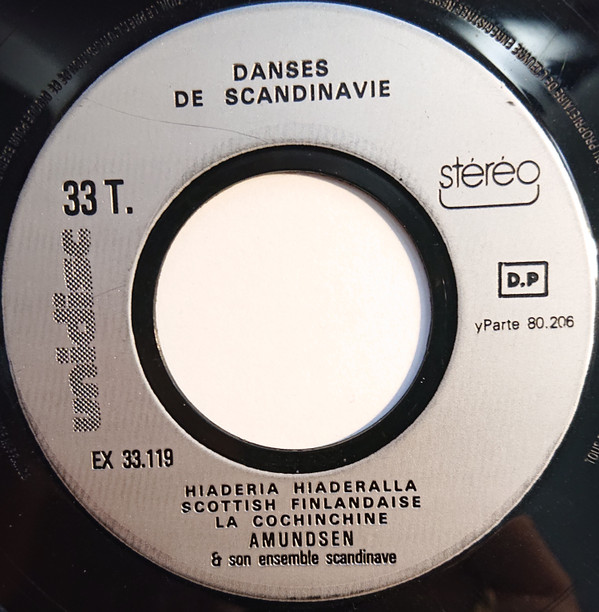 DANSES
DE SCANDINAVIE
33 T.
stéréo
unidisc
D.P
yParte 80.206
EX 33.119
HIADERIA HIADERALLA
SCOTTISH FINLANDAISE
LA COCHINCHINE
AMUNDSEN
& son ensemble scandinave